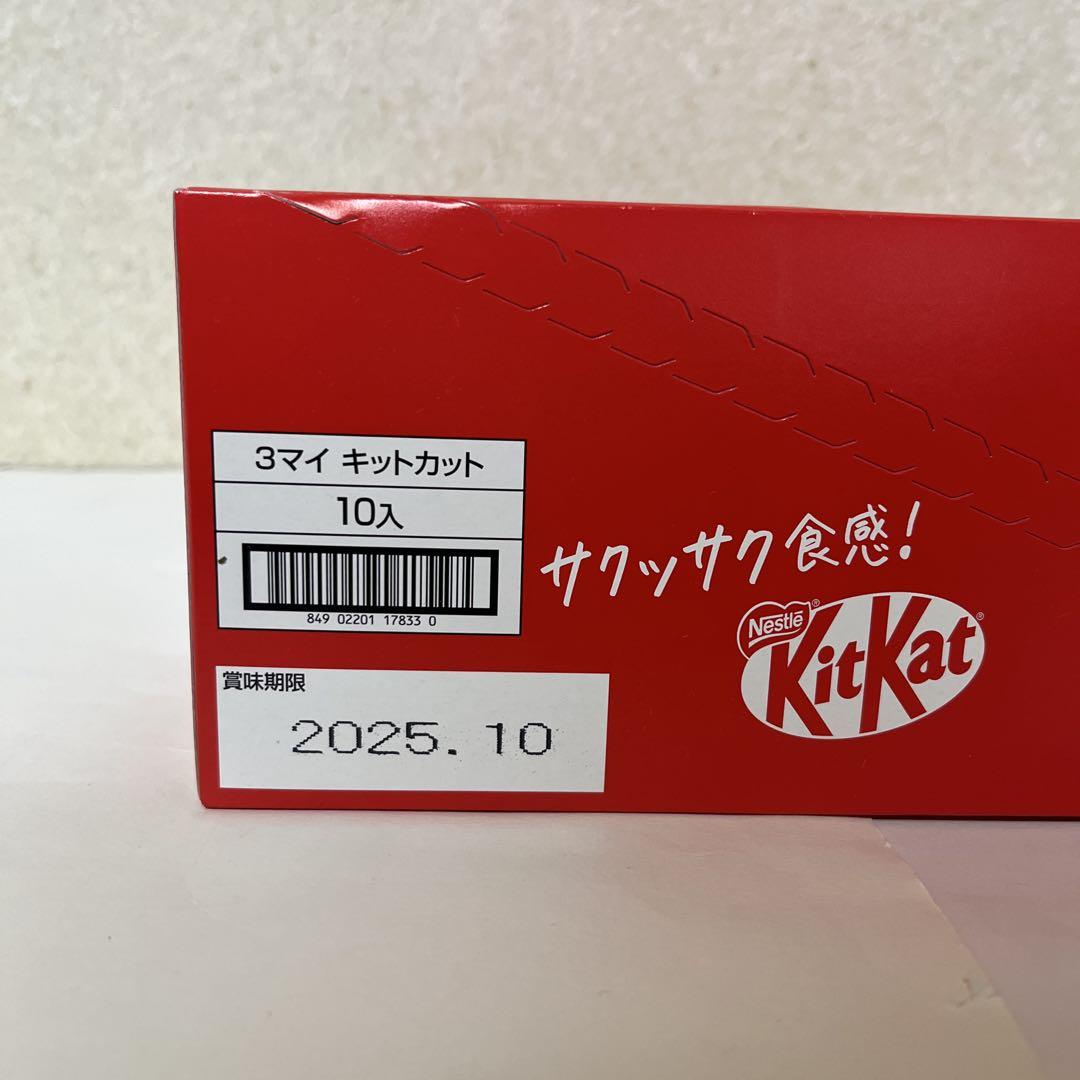 3マイ キットカット
10入
849 02201 17833 0
サクッサク食感!
Nestlé®
KitKat®
賞味期限
2025.10